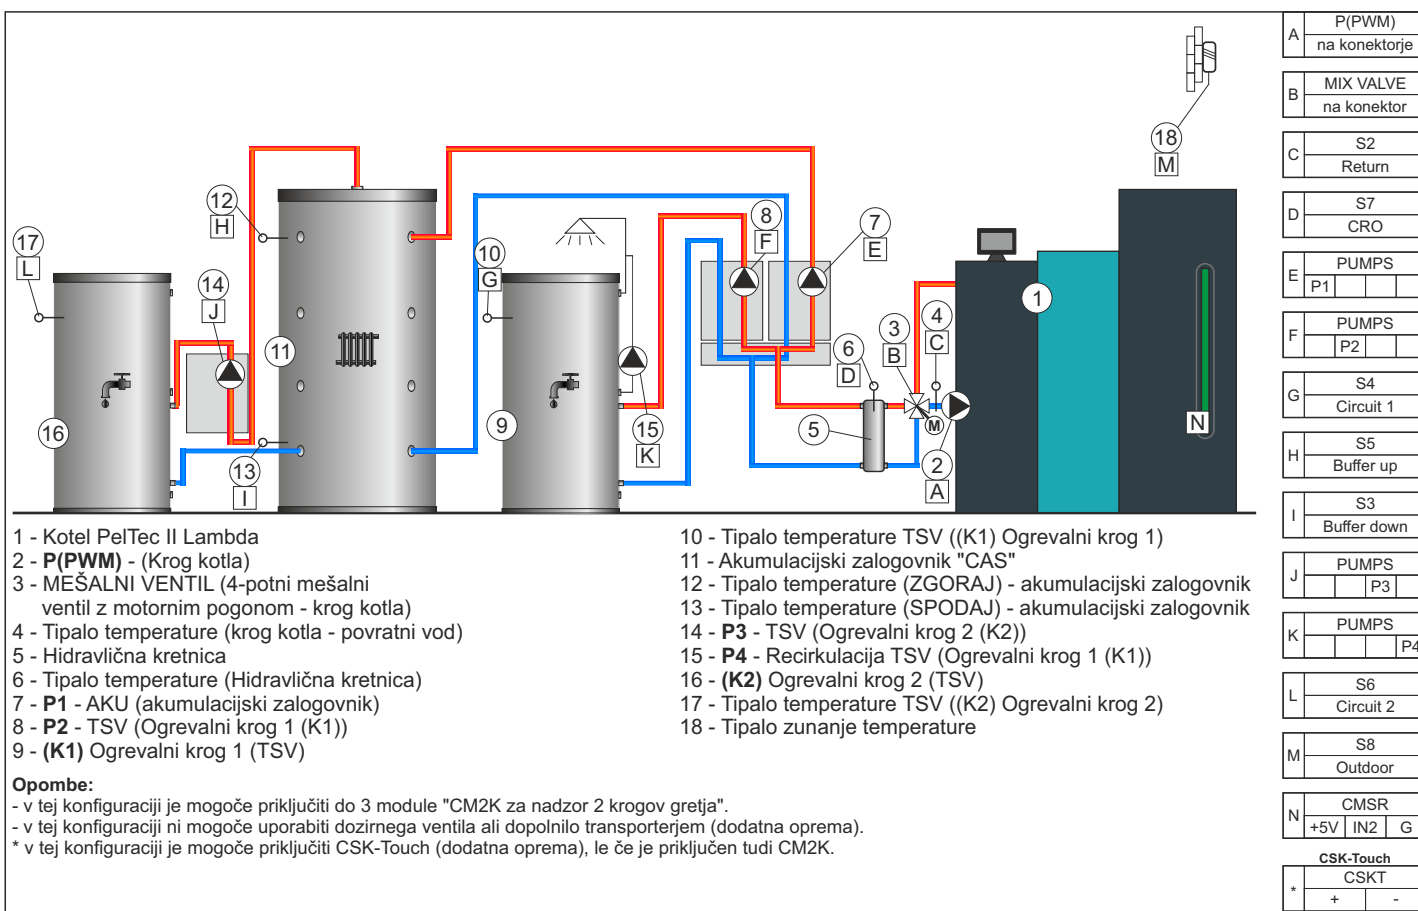 17
L
12
H
14
J
11
16
13
I
10
G
9
15
K
8
F
7
E
6
D
5
3
B
4
C
M
2
A
1
18
M
N
1 - Kotel PelTec II Lambda
2 - P(PWM) - (Krog kotla)
3 - MEŠALNI VENTIL (4-potni mešalni
ventil z motornim pogonom - krog kotla)
4 - Tipalo temperature (krog kotla - povratni vod)
5 - Hidravlična kretnica
6 - Tipalo temperature (Hidravlična kretnica)
7 - P1 - AKU (akumulacijski zalogovnik)
8 - P2 - TSV (Ogrevalni krog 1 (K1))
9 - (K1) Ogrevalni krog 1 (TSV)
10 - Tipalo temperature TSV ((K1) Ogrevalni krog 1)
11 - Akumulacijski zalogovnik "CAS"
12 - Tipalo temperature (ZGORAJ) - akumulacijski zalogovnik
13 - Tipalo temperature (SPODAJ) - akumulacijski zalogovnik
14 - P3 - TSV (Ogrevalni krog 2 (K2))
15 - P4 - Recirkulacija TSV (Ogrevalni krog 1 (K1))
16 - (K2) Ogrevalni krog 2 (TSV)
17 - Tipalo temperature TSV ((K2) Ogrevalni krog 2)
18 - Tipalo zunanje temperature
Opombe:
- v tej konfiguraciji je mogoče priključiti do 3 module "CM2K za nadzor 2 krogov gretja".
- v tej konfiguraciji ni mogoče uporabiti dozirnega ventila ali dopolnilo transporterjem (dodatna oprema).
* v tej konfiguraciji je mogoče priključiti CSK-Touch (dodatna oprema), le če je priključen tudi CM2K.
A P(PWM)
na konektorje
B MIX VALVE
na konektor
C S2
Return
D S7
CRO
E PUMPS
P1
F PUMPS
P2
G S4
Circuit 1
H S5
Buffer up
I S3
Buffer down
J PUMPS
P3
K PUMPS
P4
L S6
Circuit 2
M S8
Outdoor
N CMSR
+5V IN2 G
CSK-Touch
* CSKT
+ -